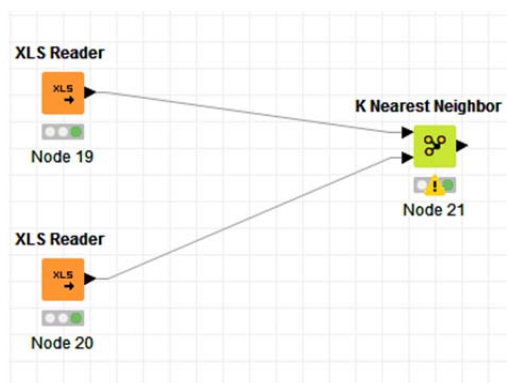 XLS Reader
XLS
Node 19
K Nearest Neighbor
Node 21
XLS Reader
XLS
Node 20